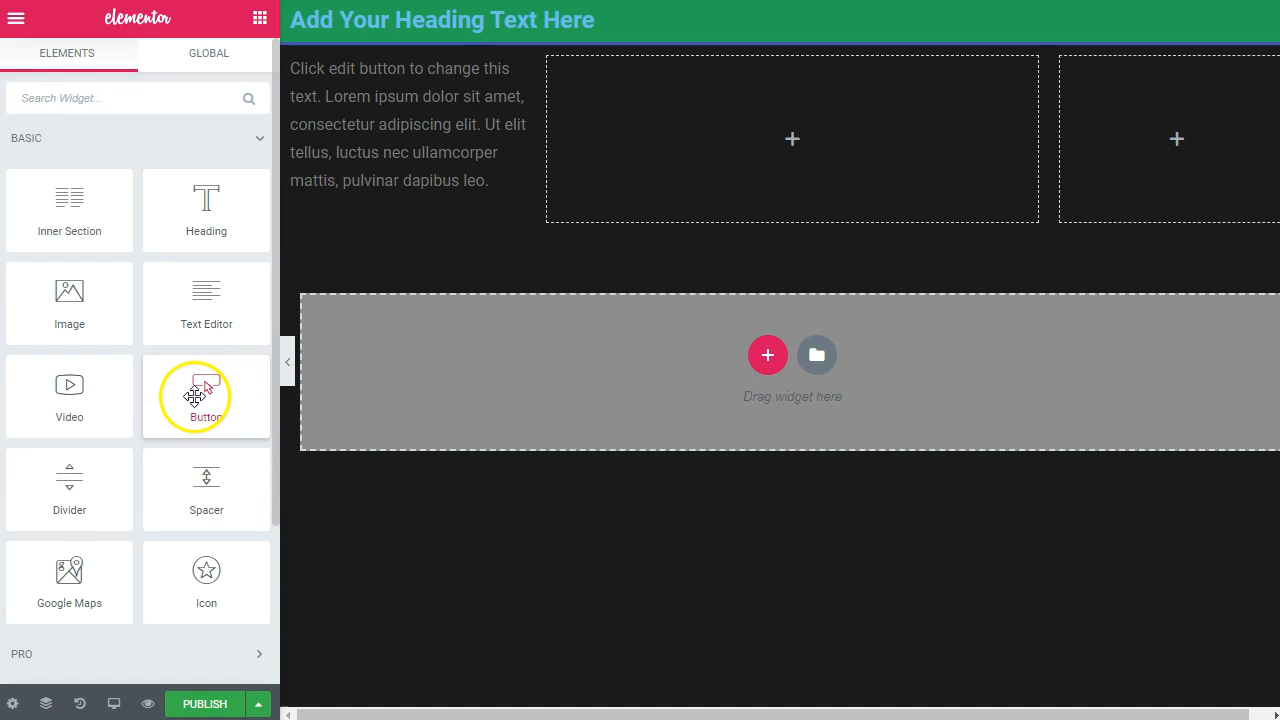 elementor
ELEMENTS
GLOBAL
Search Widget...
BASIC
Inner Section
Heading
Image
Text Editor
Video
Button
Divider
Spacer
Google Maps
Icon
PRO
PUBLISH
Add Your Heading Text Here
Click edit button to change this
text. Lorem ipsum dolor sit amet,
consectetur adipiscing elit. Ut elit
tellus, luctus nec ullamcorper
mattis, pulvinar dapibus leo.
Drag widget here